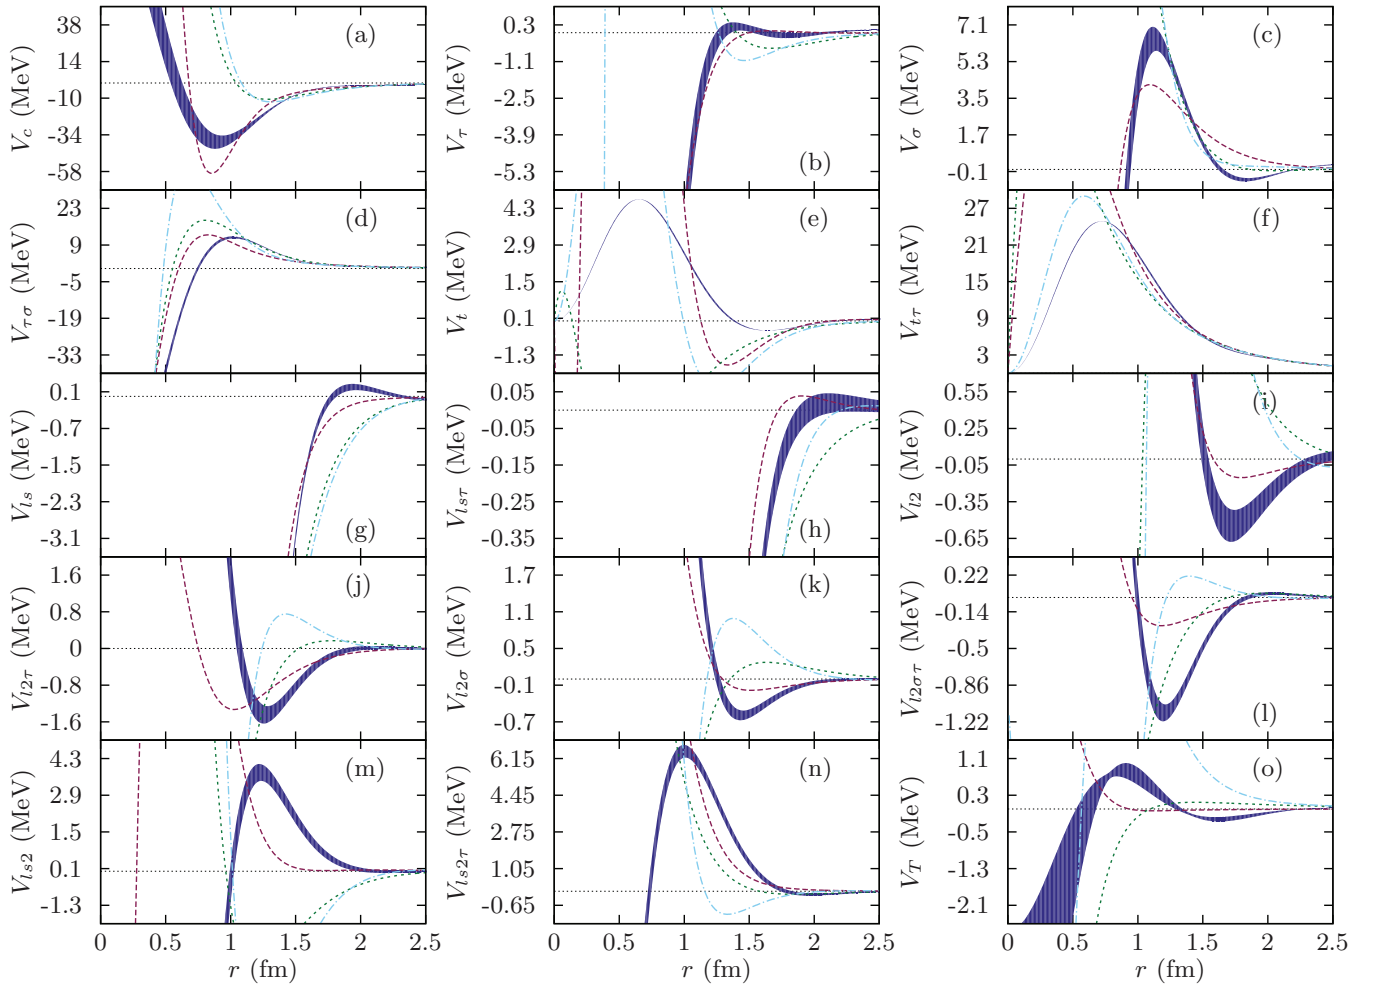 V_c (MeV)
38
14
-10
-34
-58
(a)
V_τ (MeV)
0.3
-1.1
-2.5
-3.9
-5.3
(b)
V_σ (MeV)
7.1
5.3
3.5
1.7
-0.1
(c)
V_τσ (MeV)
23
9
-5
-19
-33
(d)
V_t (MeV)
4.3
2.9
1.5
0.1
-1.3
(e)
V_tτ (MeV)
27
21
15
9
3
(f)
V_ls (MeV)
0.1
-0.7
-1.5
-2.3
-3.1
(g)
V_lsτ (MeV)
0.05
-0.05
-0.15
-0.25
-0.35
(h)
V_l2 (MeV)
0.55
0.25
-0.05
-0.35
-0.65
(i)
V_l2τ (MeV)
1.6
0.8
0
-0.8
-1.6
(j)
V_l2σ (MeV)
1.7
1.1
0.5
-0.1
-0.7
(k)
V_l2στ (MeV)
0.22
-0.14
-0.5
-0.86
-1.22
(l)
V_ls2 (MeV)
4.3
2.9
1.5
0.1
-1.3
(m)
V_ls2τ (MeV)
6.15
4.45
2.75
1.05
-0.65
(n)
V_T (MeV)
1.1
0.3
-0.5
-1.3
-2.1
(o)
0 0.5 1 1.5 2 2.5
r (fm)
0 0.5 1 1.5 2 2.5
r (fm)
0 0.5 1 1.5 2 2.5
r (fm)